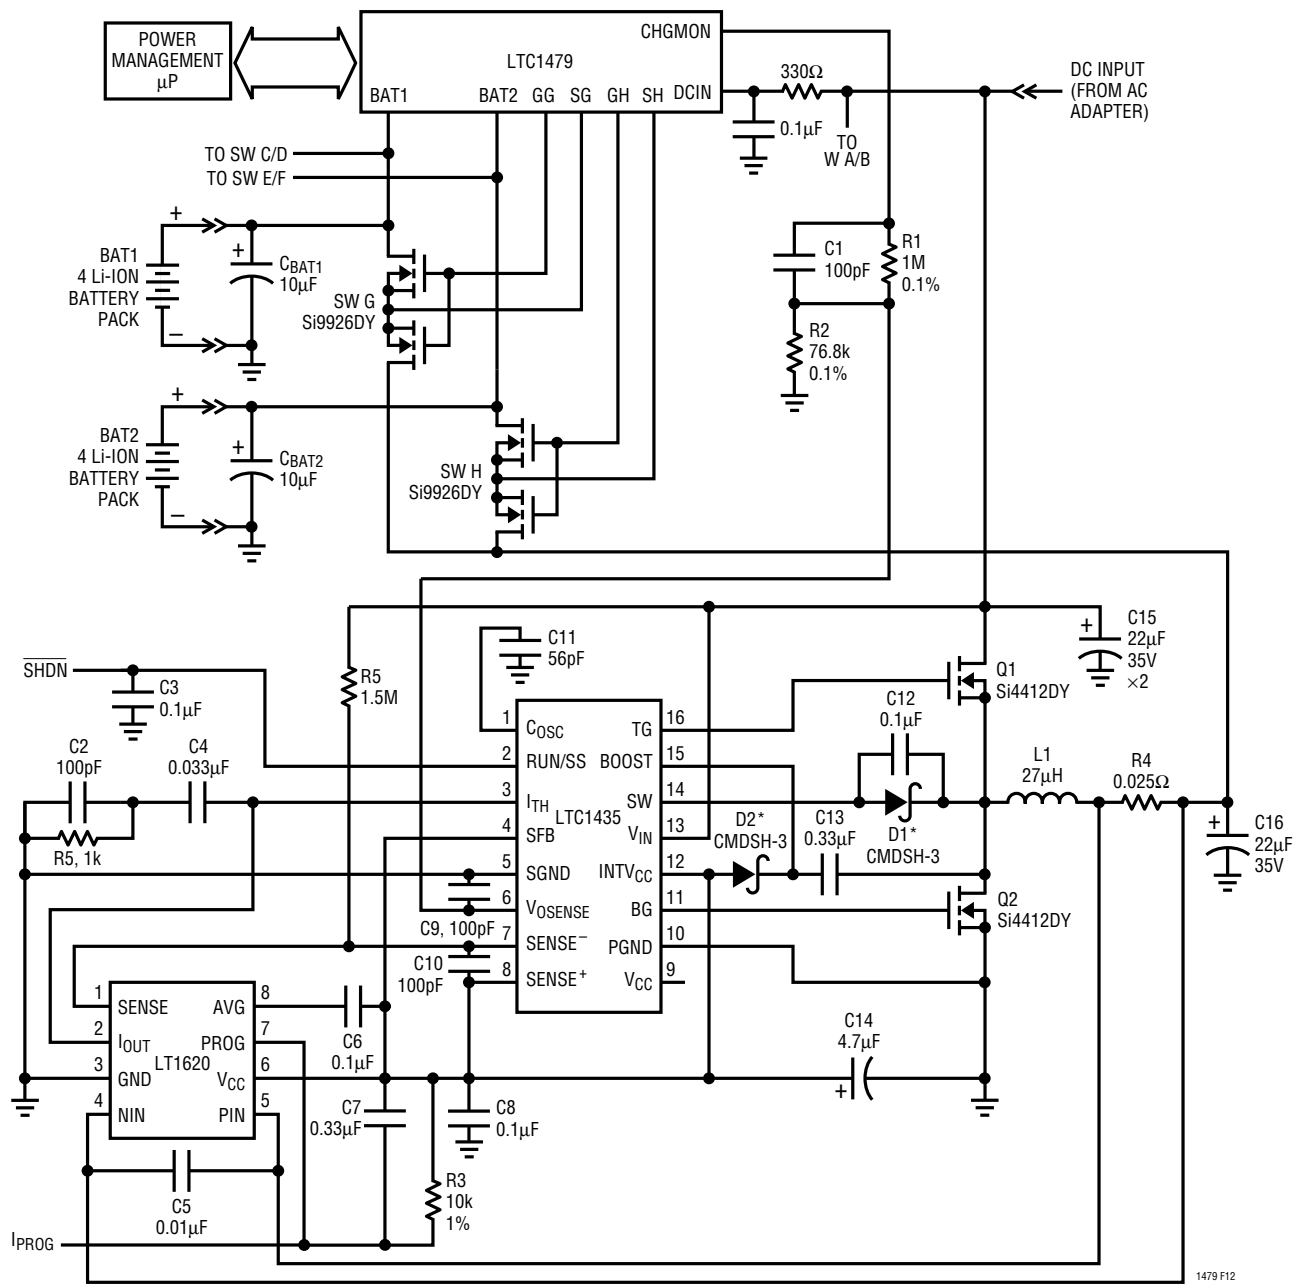 POWER
MANAGEMENT
µP
LTC1479
CHGMON
BAT1
BAT2
GG
SG
GH
SH
DCIN
330Ω
0.1µF
TO
W A/B
DC INPUT
(FROM AC
ADAPTER)
TO SW C/D
TO SW E/F
+
BAT1
4 Li-ION
BATTERY
PACK
–
+
CBAT1
10µF
SW G
Si9926DY
C1
100pF
R1
1M
0.1%
R2
76.8k
0.1%
+
BAT2
4 Li-ION
BATTERY
PACK
–
+
CBAT2
10µF
SW H
Si9926DY
SHDN
C3
0.1µF
R5
1.5M
C11
56pF
Q1
Si4412DY
+
C15
22µF
35V
×2
C2
100pF
C4
0.033µF
R5, 1k
1
COSC
2
RUN/SS
3
ITH
4
SFB
5
SGND
6
VOSENSE
7
SENSE–
8
SENSE+
LTC1435
TG
16
BOOST
15
SW
14
VIN
13
INTVCC
12
BG
11
PGND
10
VCC
9
C12
0.1µF
D1*
CMDSH-3
D2*
CMDSH-3
C13
0.33µF
L1
27µH
R4
0.025Ω
+
C16
22µF
35V
Q2
Si4412DY
C9, 100pF
C10
100pF
1
SENSE
2
IOUT
3
GND
4
NIN
LT1620
AVG
8
PROG
7
VCC
6
PIN
5
C6
0.1µF
C7
0.33µF
C8
0.1µF
C14
4.7µF
+
C5
0.01µF
R3
10k
1%
IPROG
1479 F12